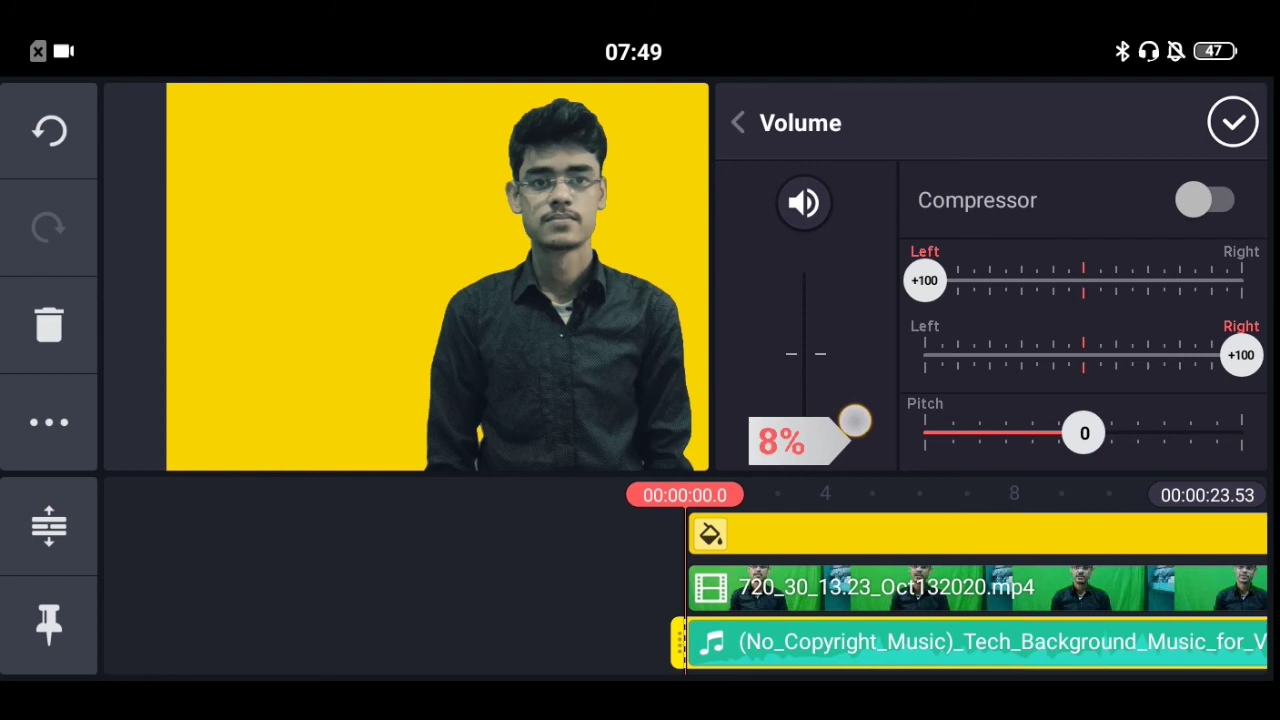 07:49
47
Volume
Compressor
Left
Right
+100
Left
Right
+100
Pitch
0
8%
00:00:00.0
4
8
00:00:23.53
720_30_13.23_Oct132020.mp4
(No_Copyright_Music)_Tech_Background_Music_for_V